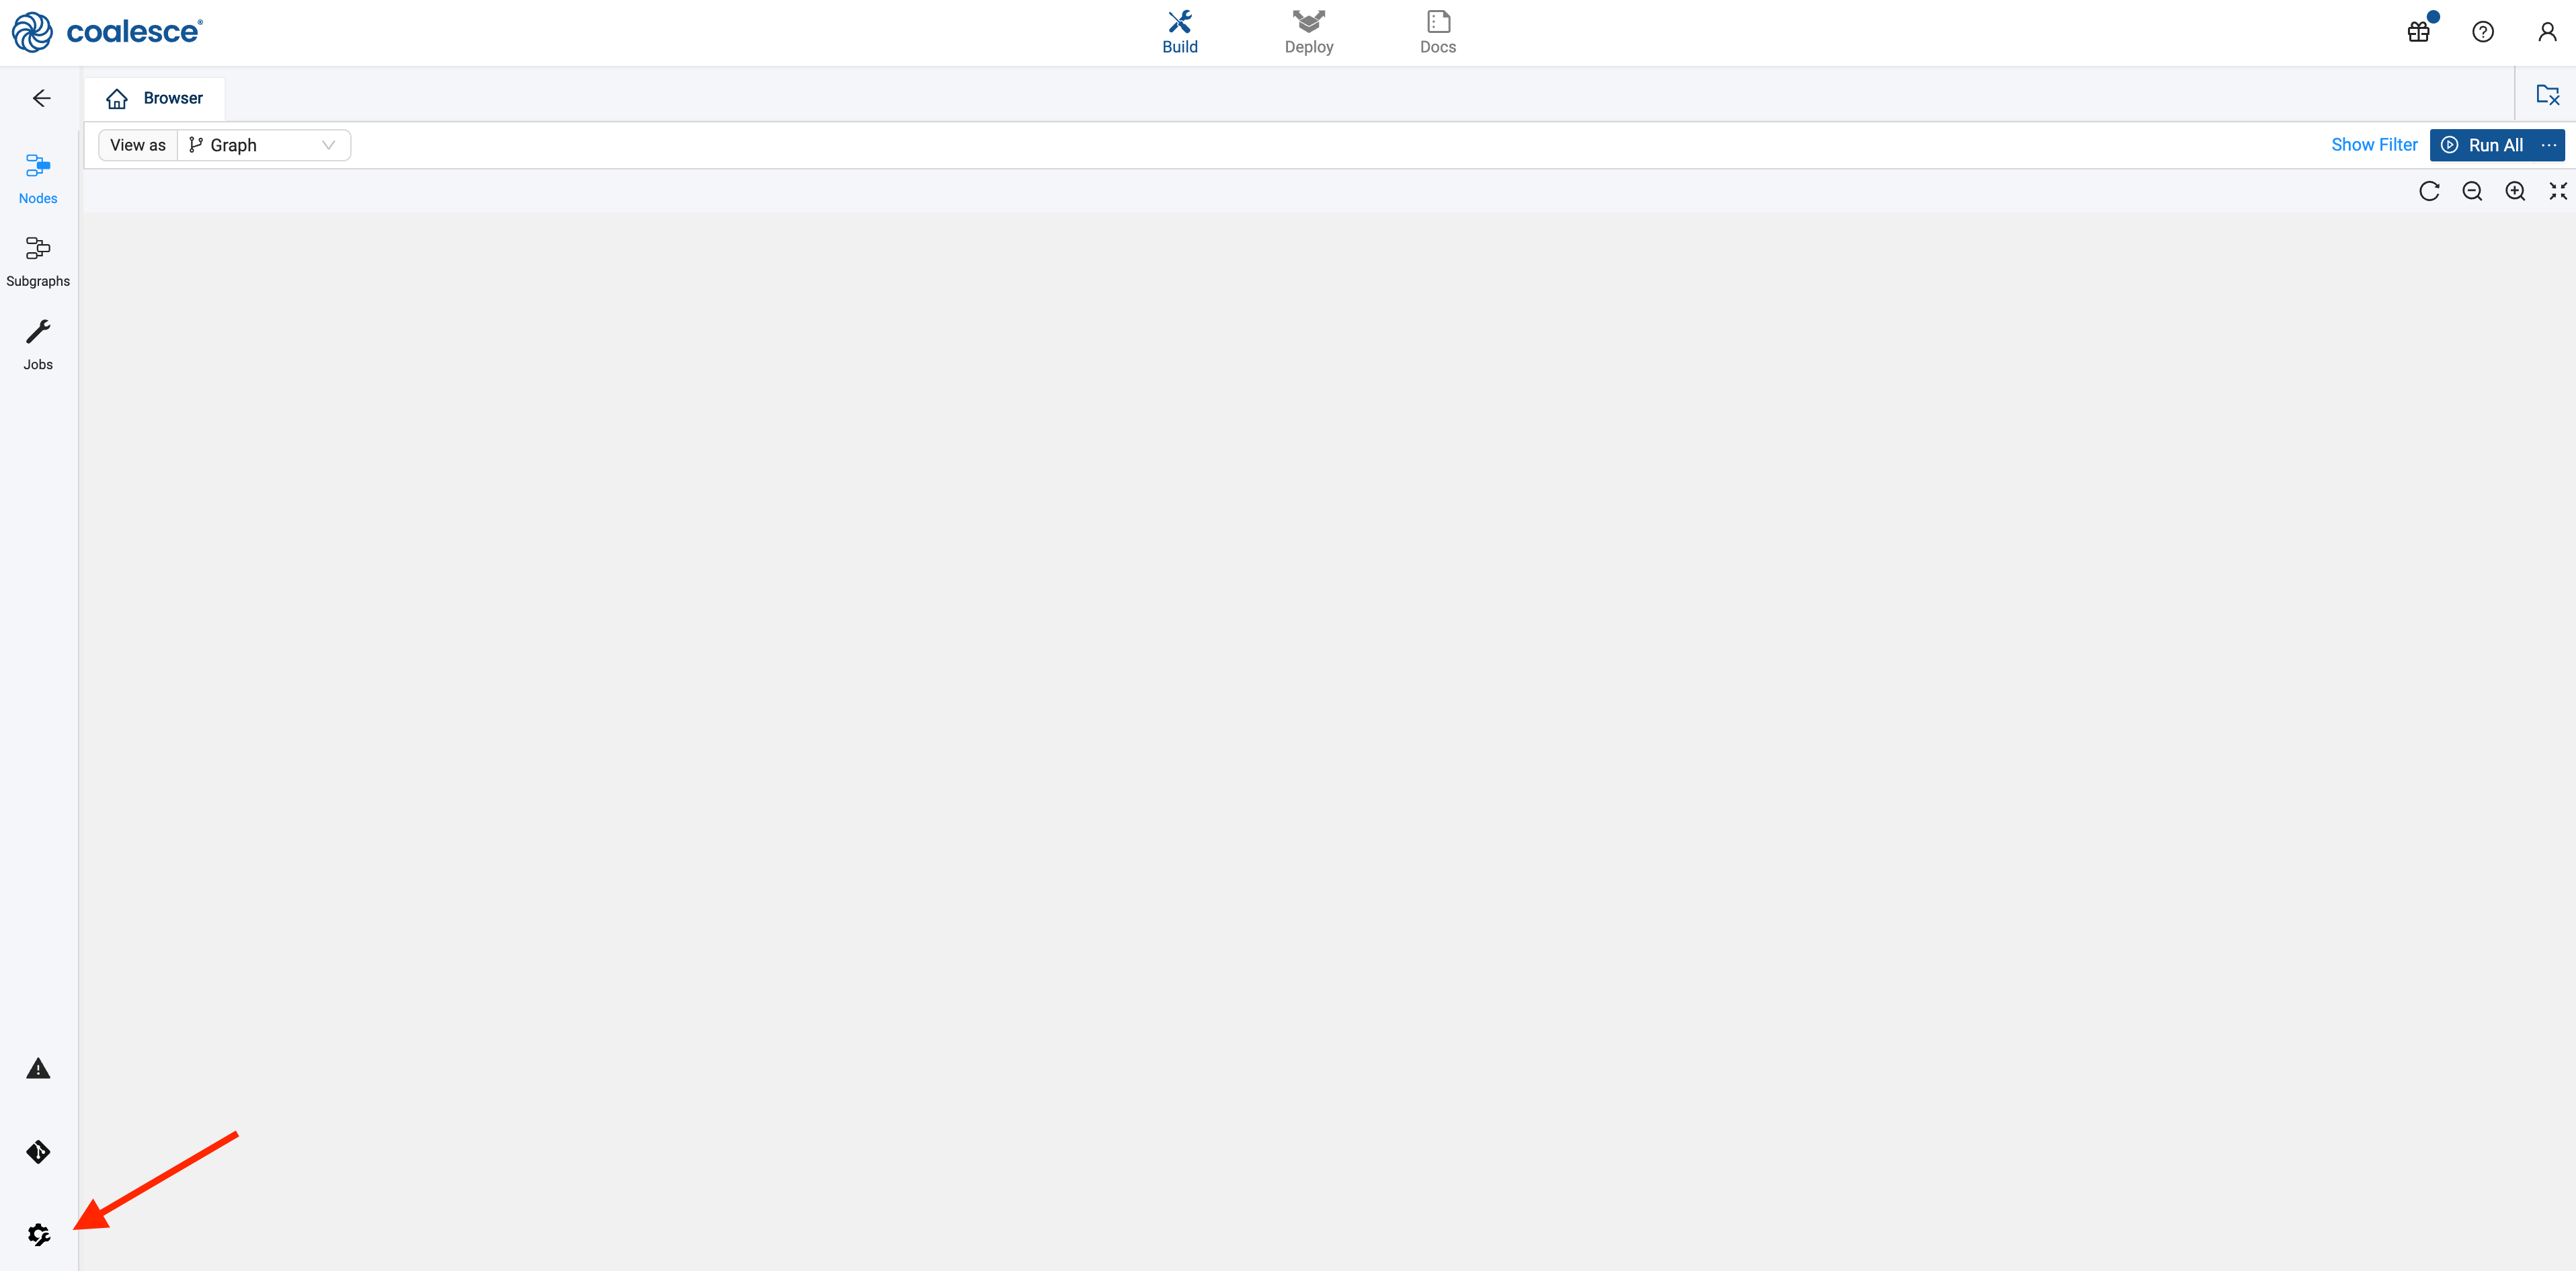 coalesce®
Build
Deploy
Docs
Browser
View as
Graph
Show Filter
Run All
Nodes
Subgraphs
Jobs